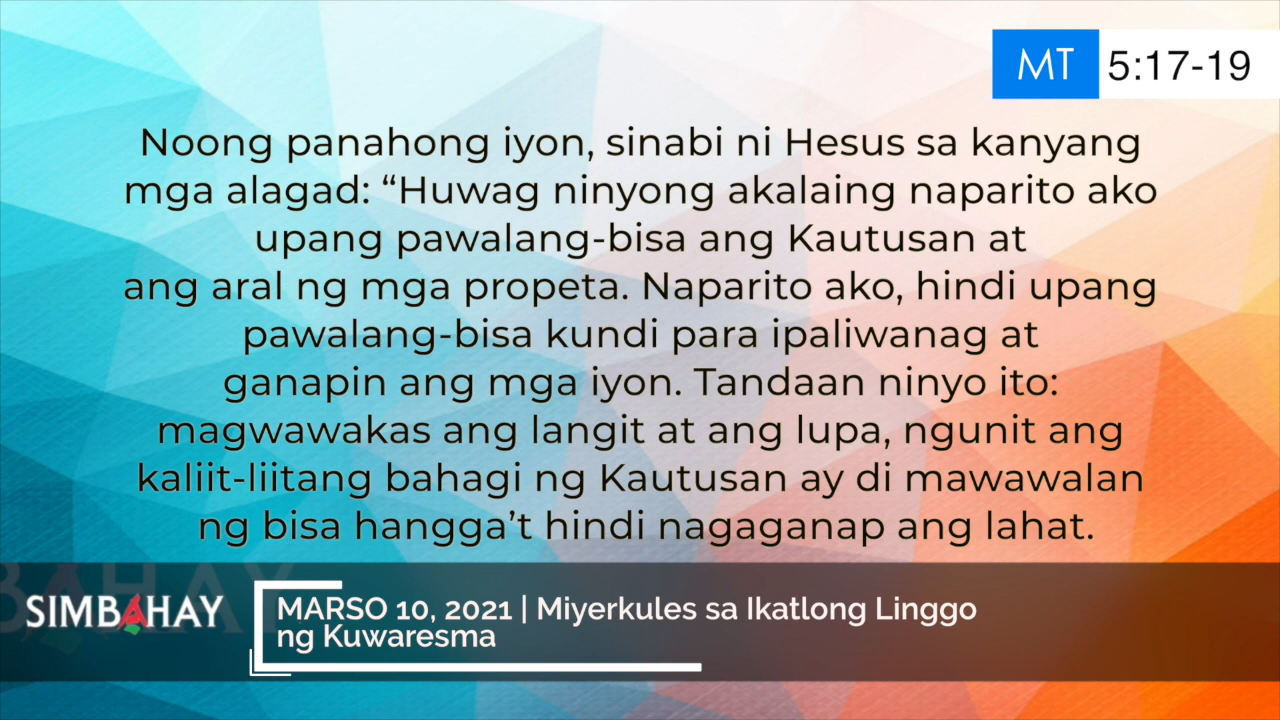 MT 5:17-19
Noong panahong iyon, sinabi ni Hesus sa kanyang
mga alagad: “Huwag ninyong akalaing naparito ako
upang pawalang-bisa ang Kautusan at
ang aral ng mga propeta. Naparito ako, hindi upang
pawalang-bisa kundi para ipaliwanag at
ganapin ang mga iyon. Tandaan ninyo ito:
magwawakas ang langit at ang lupa, ngunit ang
kaliit-liitang bahagi ng Kautusan ay di mawawalan
ng bisa hangga’t hindi nagaganap ang lahat.
SIMBAHAY
MARSO 10, 2021 | Miyerkules sa Ikatlong Linggo
ng Kuwaresma